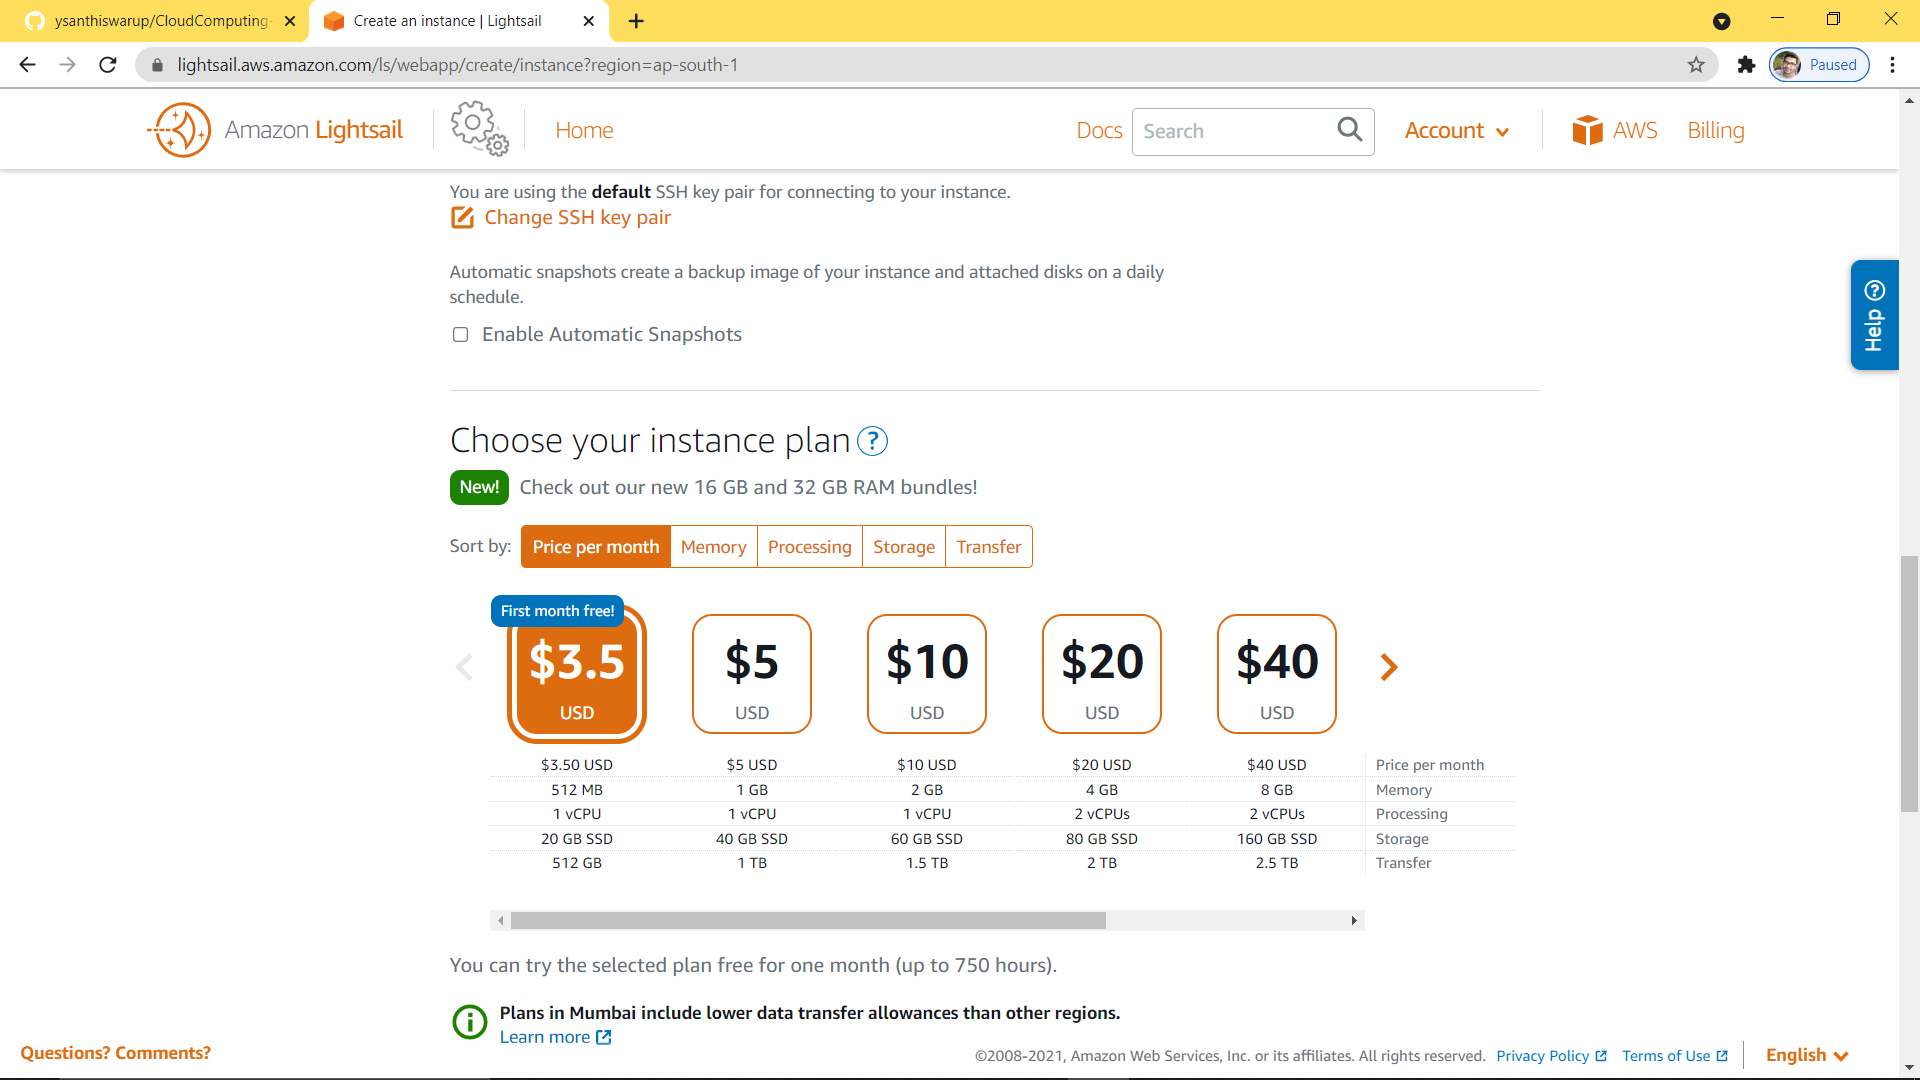 ysanthiswarup/CloudComputing-
Create an instance | Lightsail
lightsail.aws.amazon.com/ls/webapp/create/instance?region=ap-south-1
Paused
Amazon Lightsail
Home
Docs
Search
Account
AWS
Billing
You are using the default SSH key pair for connecting to your instance.
Change SSH key pair
Automatic snapshots create a backup image of your instance and attached disks on a daily
schedule.
Enable Automatic Snapshots
Help
Choose your instance plan ?
New! Check out our new 16 GB and 32 GB RAM bundles!
Sort by: Price per month Memory Processing Storage Transfer
First month free!
$3.5 $5 $10 $20 $40
USD USD USD USD USD
$3.50 USD $5 USD $10 USD $20 USD $40 USD Price per month
512 MB 1 GB 2 GB 4 GB 8 GB Memory
1 vCPU 1 vCPU 1 vCPU 2 vCPUs 2 vCPUs Processing
20 GB SSD 40 GB SSD 60 GB SSD 80 GB SSD 160 GB SSD Storage
512 GB 1 TB 1.5 TB 2 TB 2.5 TB Transfer
You can try the selected plan free for one month (up to 750 hours).
Plans in Mumbai include lower data transfer allowances than other regions.
Learn more
Questions? Comments?
©2008-2021, Amazon Web Services, Inc. or its affiliates. All rights reserved. Privacy Policy Terms of Use
English